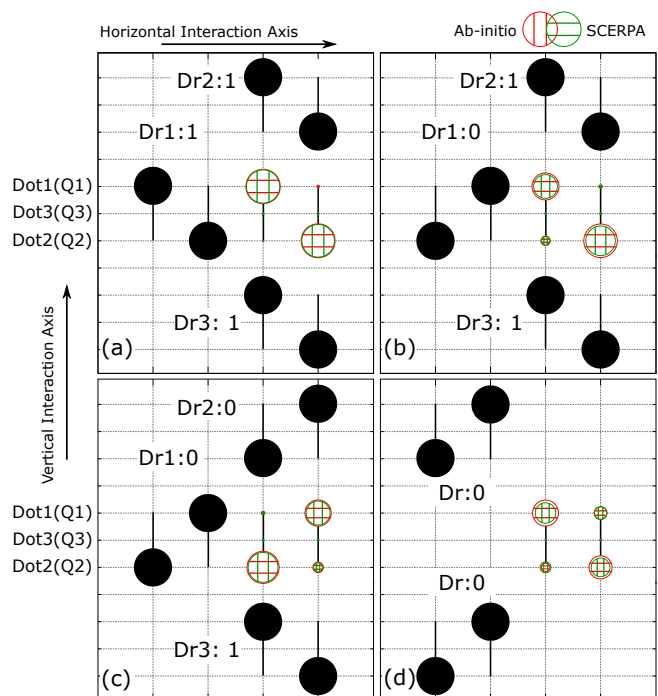 Horizontal Interaction Axis
Ab-initio SCERPA
Dr2:1
Dr1:1
Dr2:1
Dr1:0
Dot1(Q1)
Dot3(Q3)
Dot2(Q2)
Dr3: 1
(a)
Dr3: 1
(b)
Vertical Interaction Axis
Dr2:0
Dr1:0
Dr:0
Dot1(Q1)
Dot3(Q3)
Dot2(Q2)
Dr:0
Dr3: 1
(c)
(d)